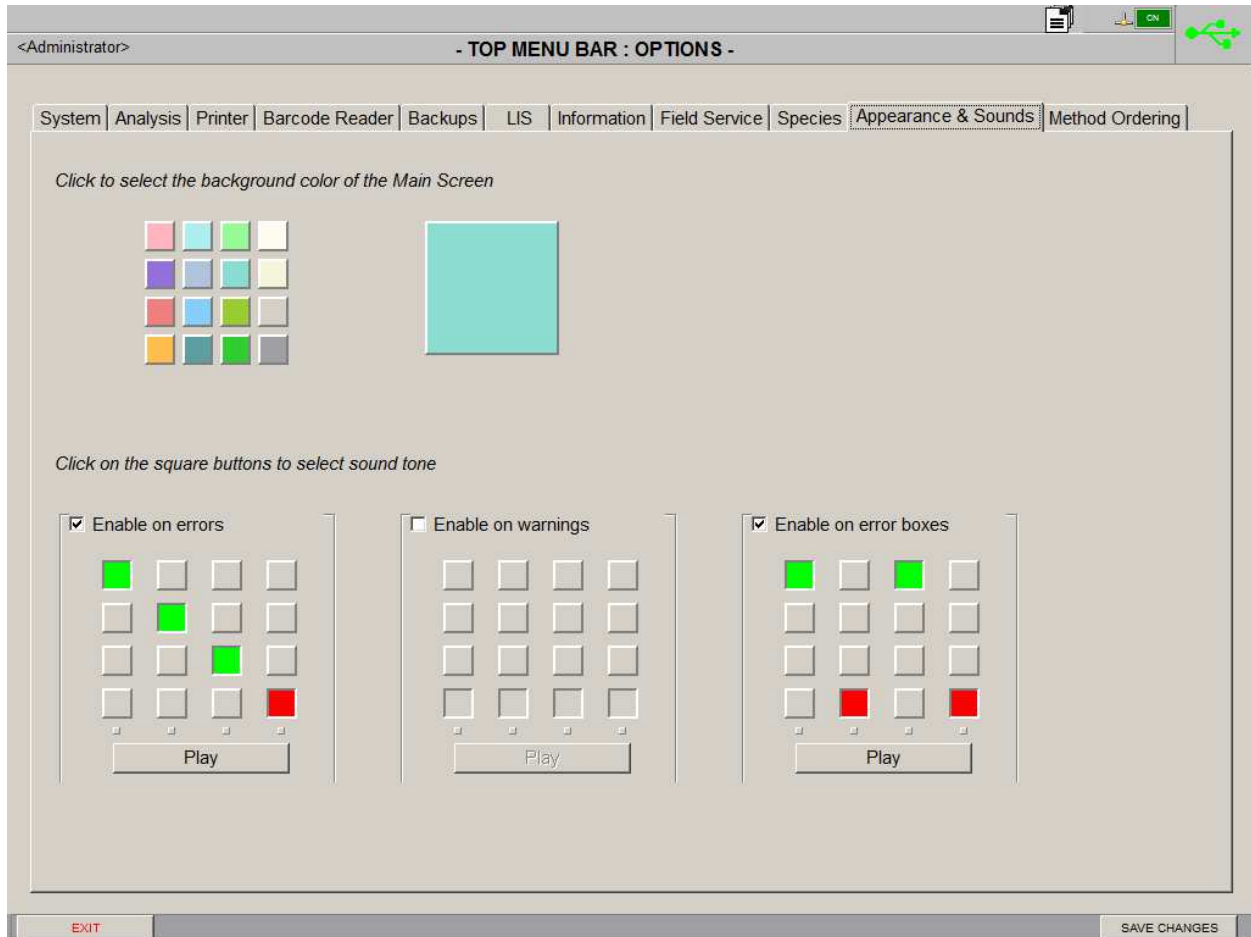 ON
<Administrator>
- TOP MENU BAR : OPTIONS -
System Analysis Printer Barcode Reader Backups LIS Information Field Service Species Appearance & Sounds Method Ordering
Click to select the background color of the Main Screen
Click on the square buttons to select sound tone
Enable on errors Enable on warnings Enable on error boxes
Play Play Play
EXIT SAVE CHANGES